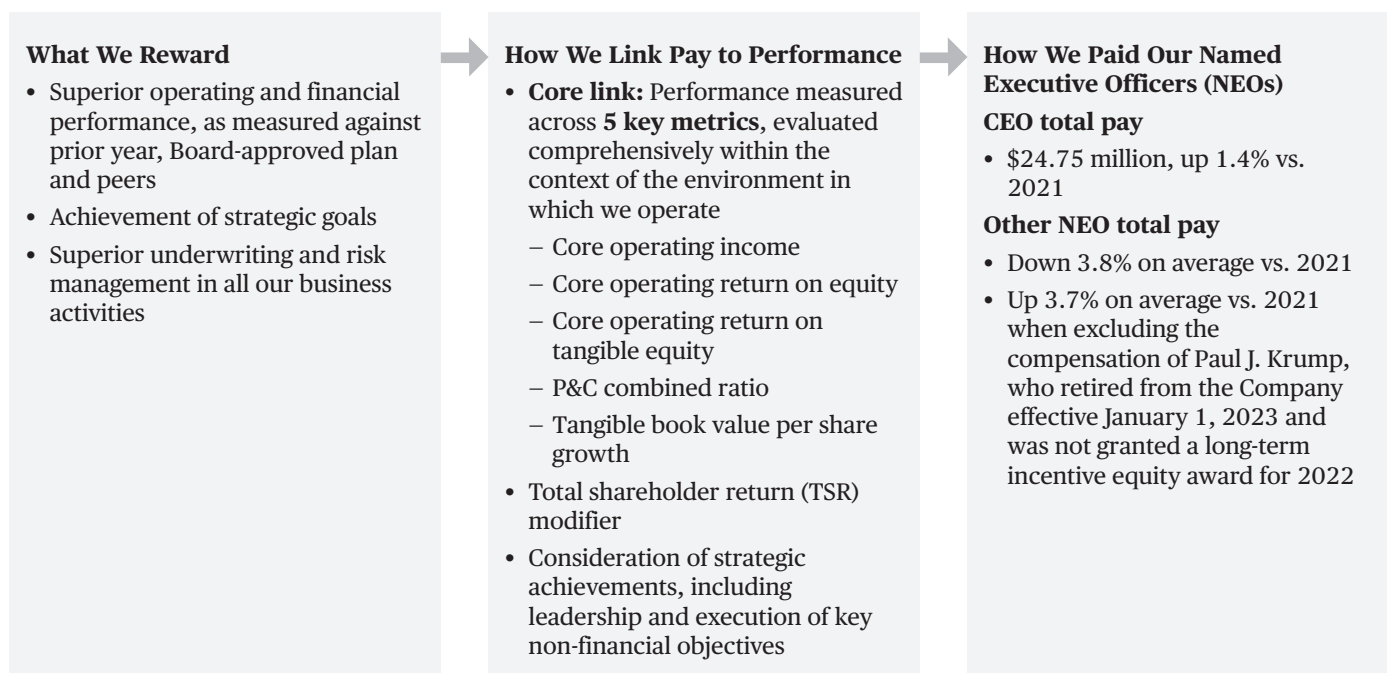 What We Reward
• Superior operating and financial
performance, as measured against
prior year, Board-approved plan
and peers
• Achievement of strategic goals
• Superior underwriting and risk
management in all our business
activities
How We Link Pay to Performance
• Core link: Performance measured
across 5 key metrics, evaluated
comprehensively within the
context of the environment in
which we operate
– Core operating income
– Core operating return on equity
– Core operating return on
tangible equity
– P&C combined ratio
– Tangible book value per share
growth
• Total shareholder return (TSR)
modifier
• Consideration of strategic
achievements, including
leadership and execution of key
non-financial objectives
How We Paid Our Named
Executive Officers (NEOs)
CEO total pay
• $24.75 million, up 1.4% vs.
2021
Other NEO total pay
• Down 3.8% on average vs. 2021
• Up 3.7% on average vs. 2021
when excluding the
compensation of Paul J. Krump,
who retired from the Company
effective January 1, 2023 and
was not granted a long-term
incentive equity award for 2022